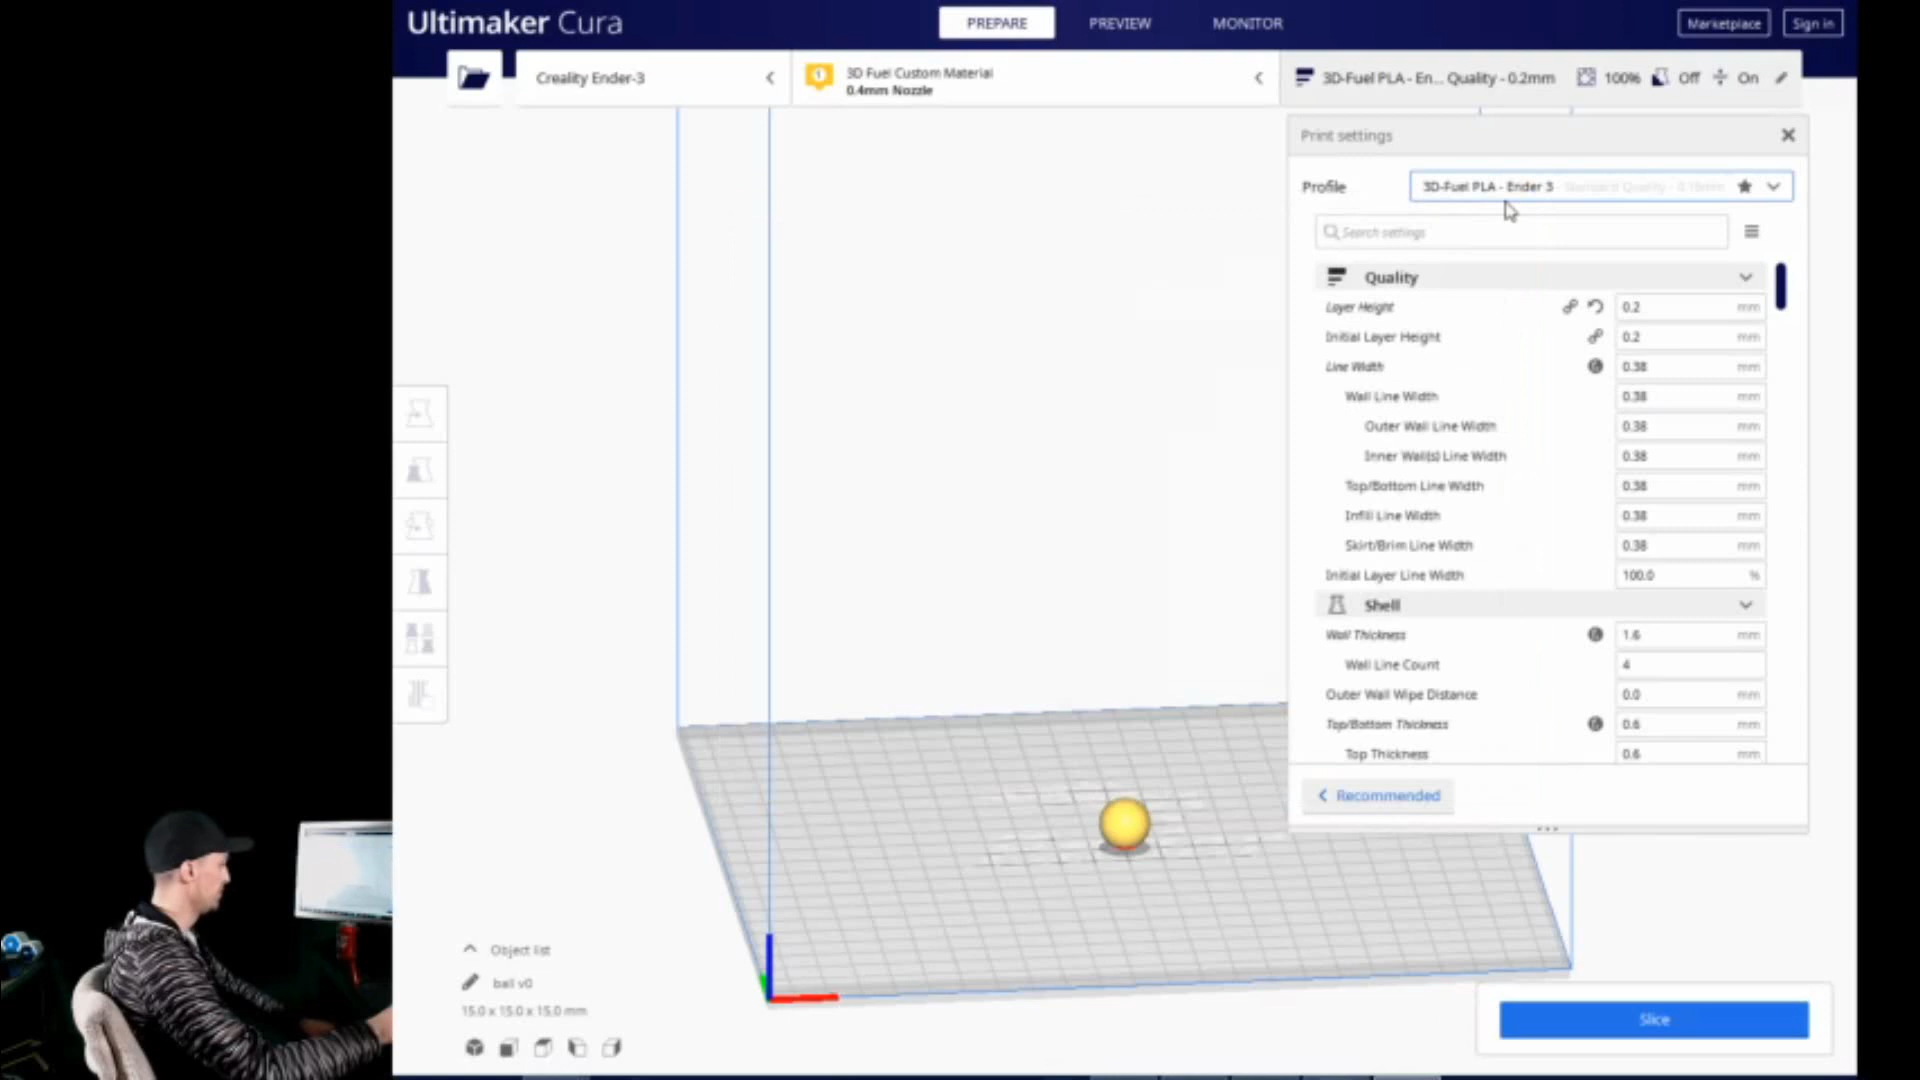 Ultimaker Cura
PREPARE
PREVIEW
MONITOR
Marketplace
Sign in
Creality Ender-3
3D Fuel Custom Material
0.4mm Nozzle
3D-Fuel PLA - En... Quality - 0.2mm
100%
Off
On
Print settings
Profile
3D-Fuel PLA - Ender 3 - Standard Quality - 0.16mm
Search settings
Quality
Layer Height 0.2 mm
Initial Layer Height 0.2 mm
Line Width 0.38 mm
Wall Line Width 0.38 mm
Outer Wall Line Width 0.38 mm
Inner Wall(s) Line Width 0.38 mm
Top/Bottom Line Width 0.38 mm
Infill Line Width 0.38 mm
Skirt/Brim Line Width 0.38 mm
Initial Layer Line Width 100.0 %
Shell
Wall Thickness 1.6 mm
Wall Line Count 4
Outer Wall Wipe Distance 0.0 mm
Top/Bottom Thickness 0.6 mm
Top Thickness 0.6 mm
Recommended
Object list
ball v0
15.0 x 15.0 x 15.0 mm
Slice